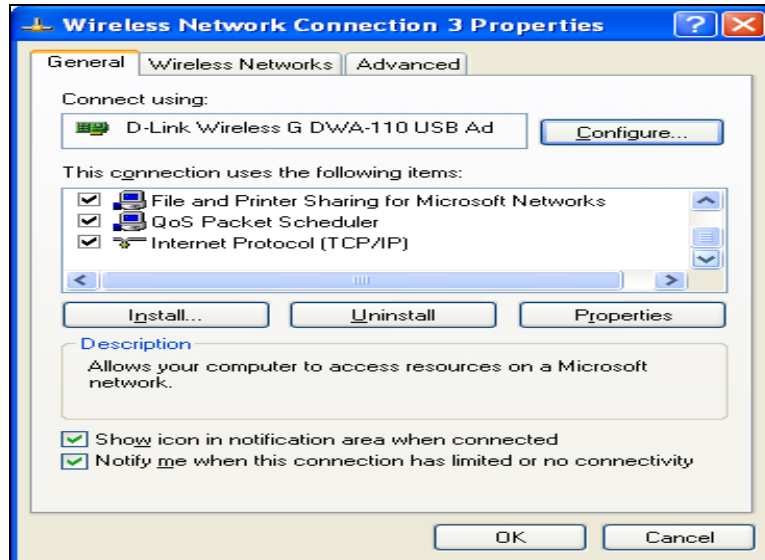 Wireless Network Connection 3 Properties
General Wireless Networks Advanced
Connect using:
D-Link Wireless G DWA-110 USB Ad
Configure...
This connection uses the following items:
File and Printer Sharing for Microsoft Networks
QoS Packet Scheduler
Internet Protocol (TCP/IP)
Install... Uninstall Properties
Description
Allows your computer to access resources on a Microsoft
network.
Show icon in notification area when connected
Notify me when this connection has limited or no connectivity
OK Cancel